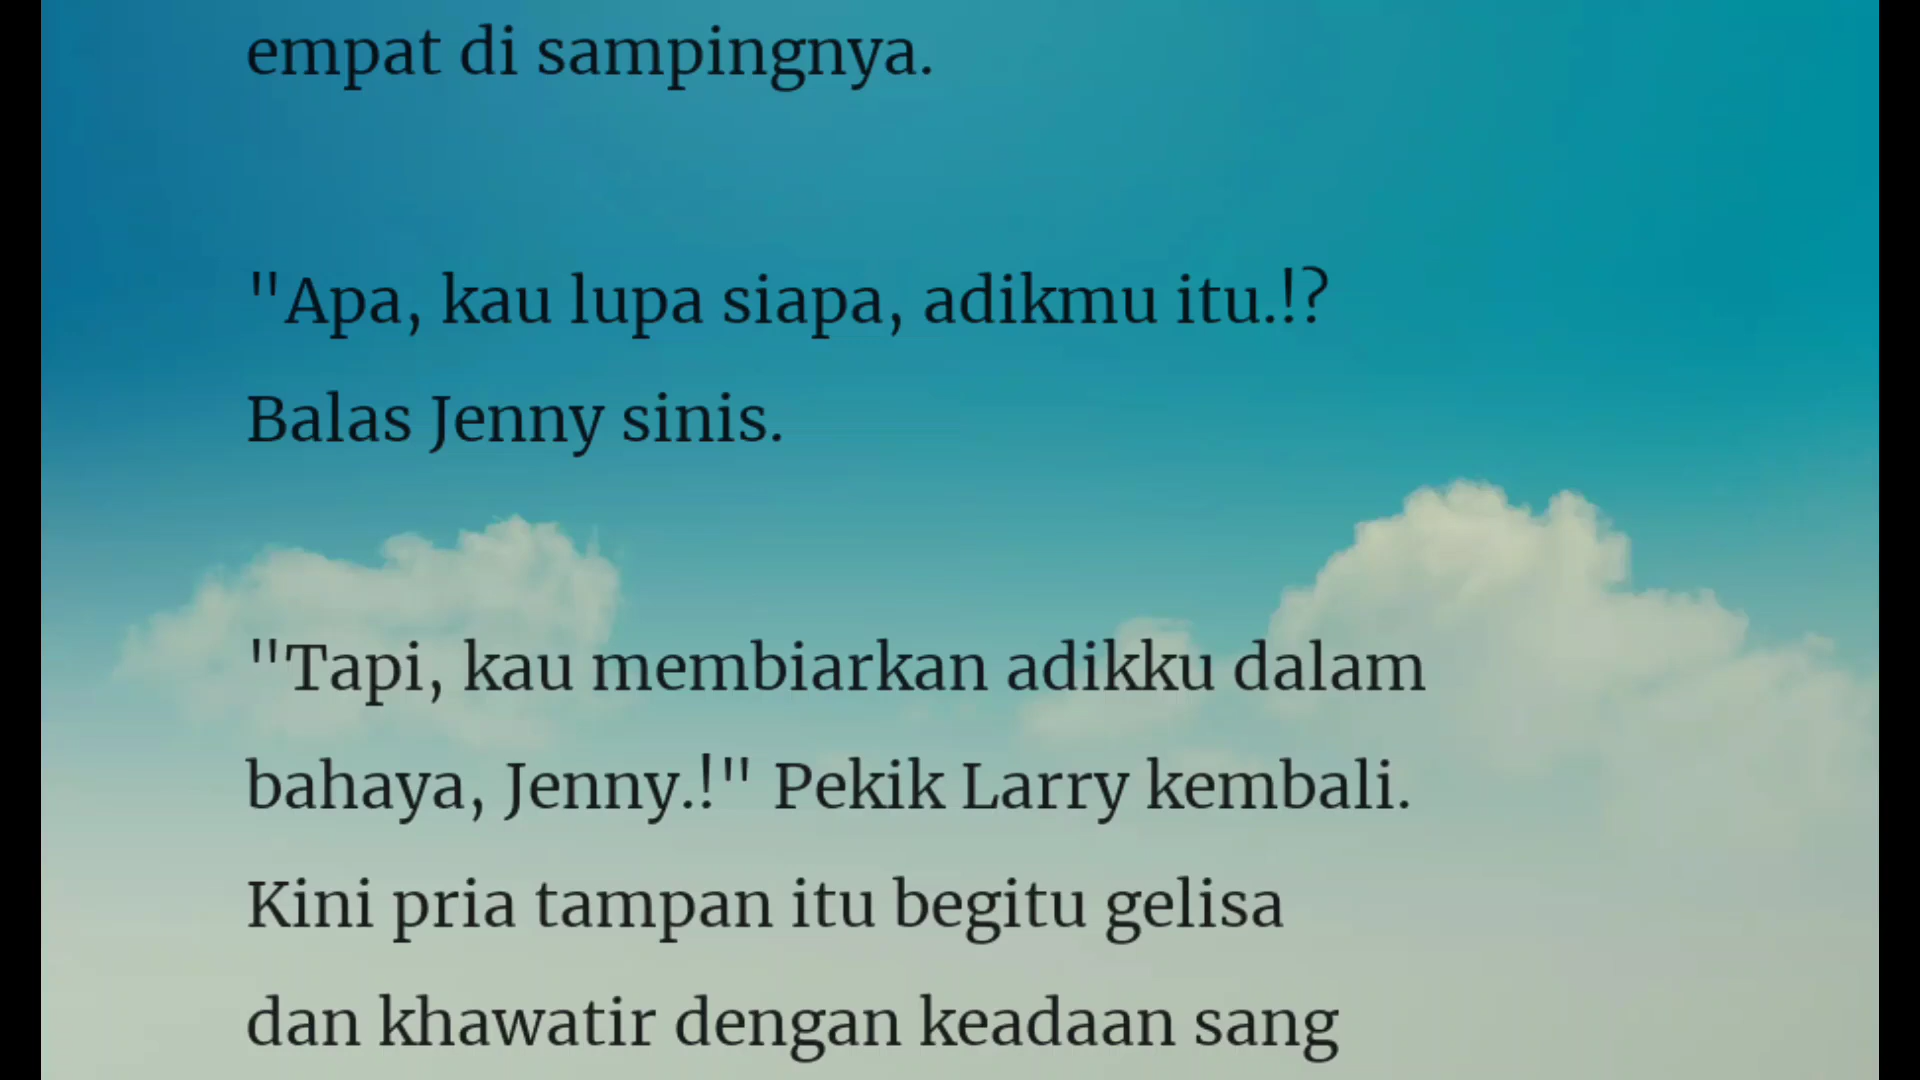 empat di sampingnya.
"Apa, kau lupa siapa, adikmu itu.!?
Balas Jenny sinis.
"Tapi, kau membiarkan adikku dalam
bahaya, Jenny.!" Pekik Larry kembali.
Kini pria tampan itu begitu gelisa
dan khawatir dengan keadaan sang